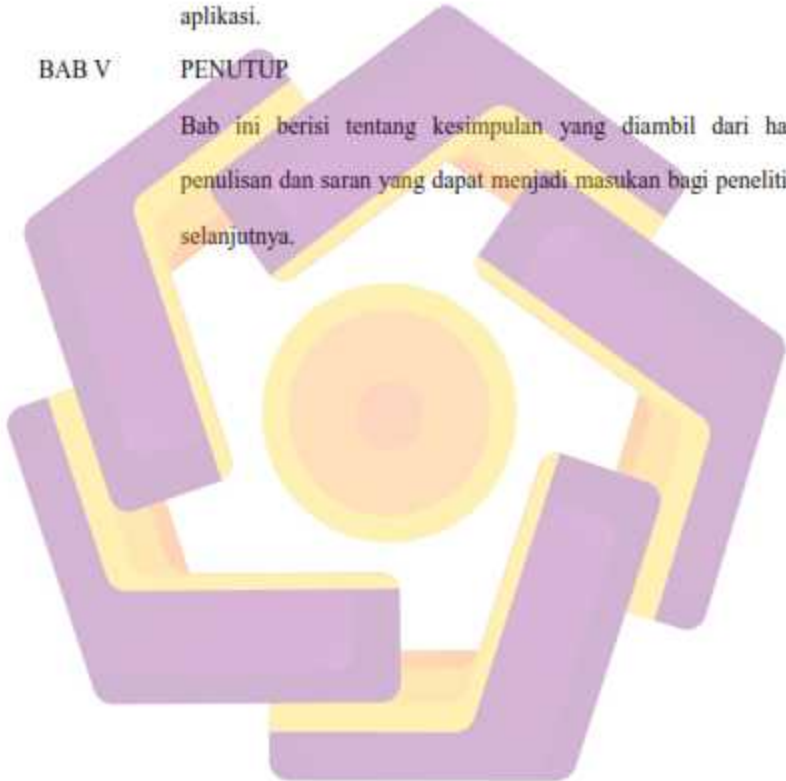 aplikasi.
BAB V PENUTUP
Bab ini berisi tentang kesimpulan yang diambil dari ha
penulisan dan saran yang dapat menjadi masukan bagi peneliti
selanjutnya.